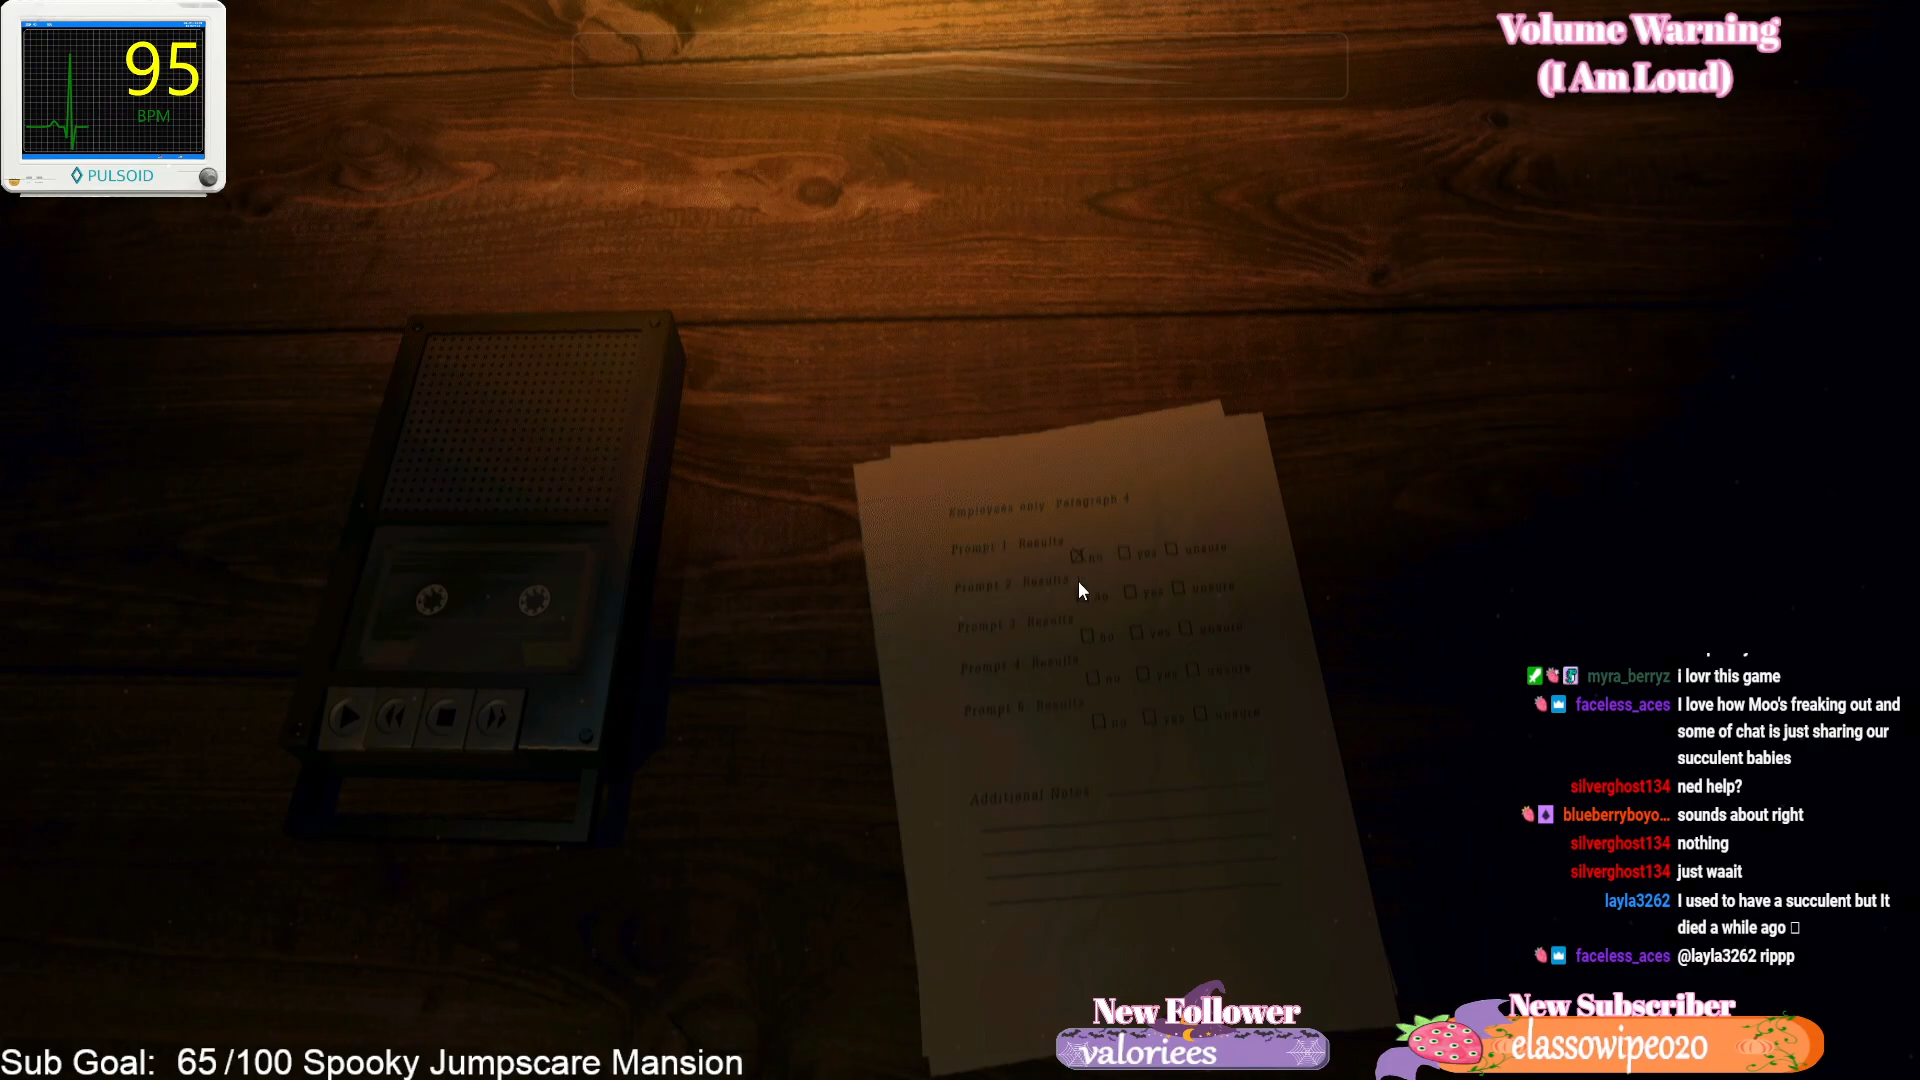 95
BPM
PULSOID
Volume Warning
(I Am Loud)
Employees only Paragraph 4
Prompt 1 Results no yes unsure
Prompt 2 Results no yes unsure
Prompt 3 Results no yes unsure
Prompt 4 Results no yes unsure
Prompt 5 Results no yes unsure
Additional Notes
myra_berryz i lovr this game
faceless_aces I love how Moo's freaking out and
some of chat is just sharing our
succulent babies
silverghost134 ned help?
blueberryboyo... sounds about right
silverghost134 nothing
silverghost134 just waait
layla3262 I used to have a succulent but It
died a while ago
faceless_aces @layla3262 rippp
New Follower
valoriees
New Subscriber
elassowipe020
Sub Goal: 65 /100 Spooky Jumpscare Mansion